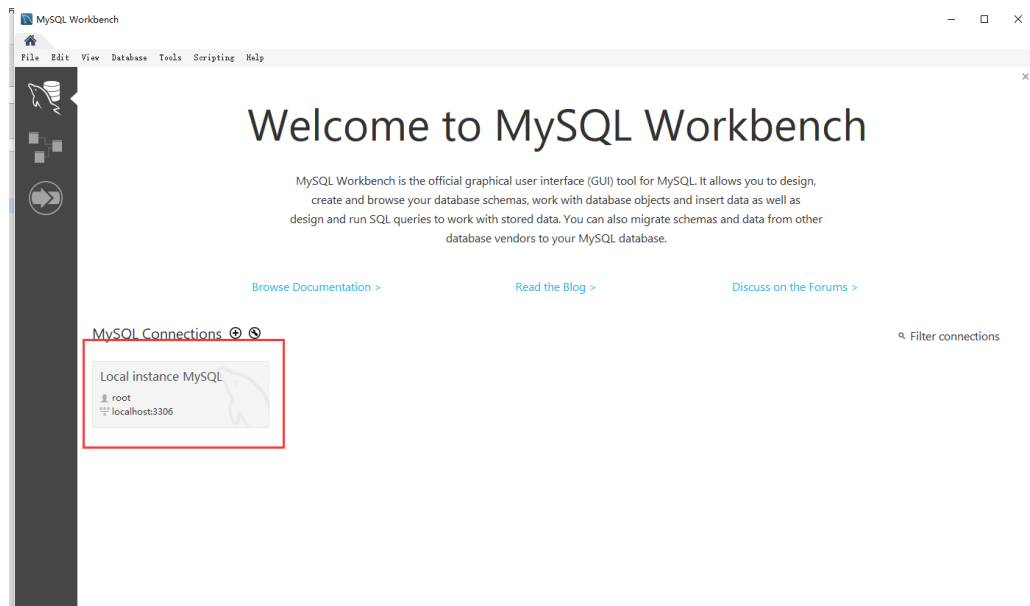 MySQL Workbench
File Edit View Database Tools Scripting Help
Welcome to MySQL Workbench
MySQL Workbench is the official graphical user interface (GUI) tool for MySQL. It allows you to design,
create and browse your database schemas, work with database objects and insert data as well as
design and run SQL queries to work with stored data. You can also migrate schemas and data from other
database vendors to your MySQL database.
Browse Documentation > Read the Blog > Discuss on the Forums >
MySQL Connections Filter connections
Local instance MySQL
root
localhost:3306